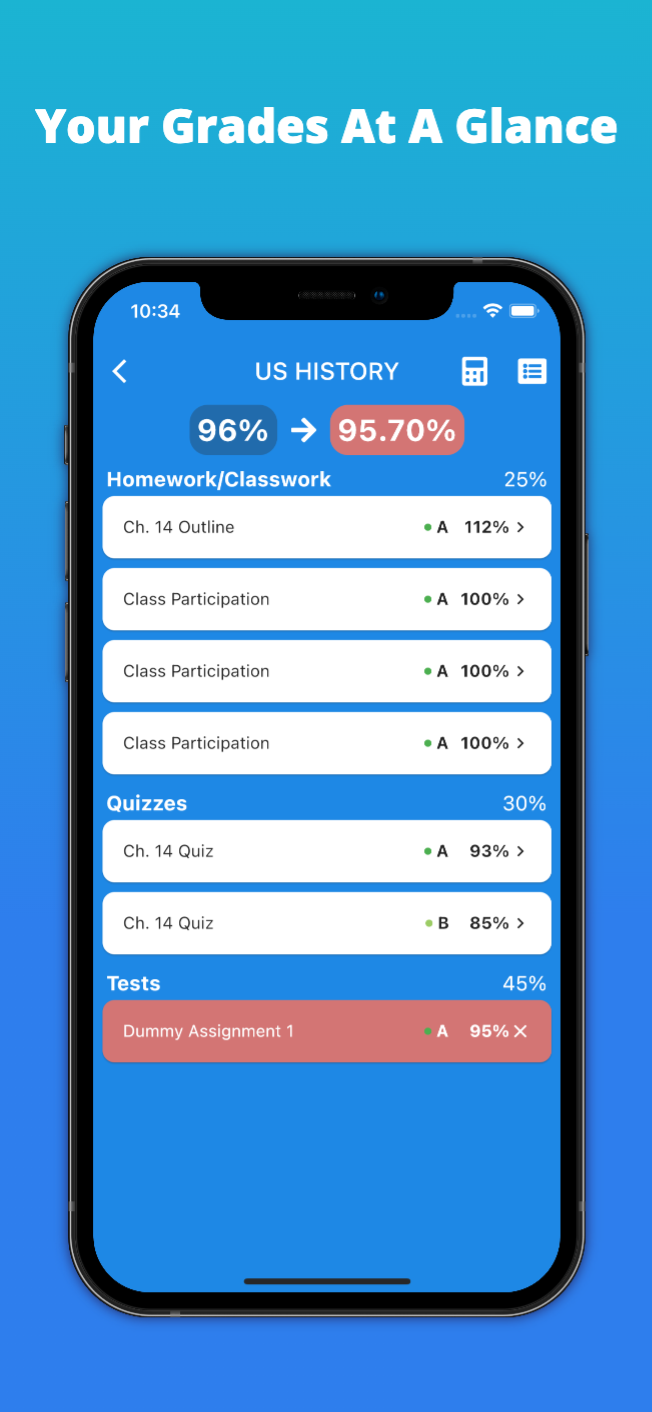 Your Grades At A Glance
10:34
US HISTORY
96% → 95.70%
Homework/Classwork 25%
Ch. 14 Outline A 112% >
Class Participation A 100% >
Class Participation A 100% >
Class Participation A 100% >
Quizzes 30%
Ch. 14 Quiz A 93% >
Ch. 14 Quiz B 85% >
Tests 45%
Dummy Assignment 1 A 95% ×